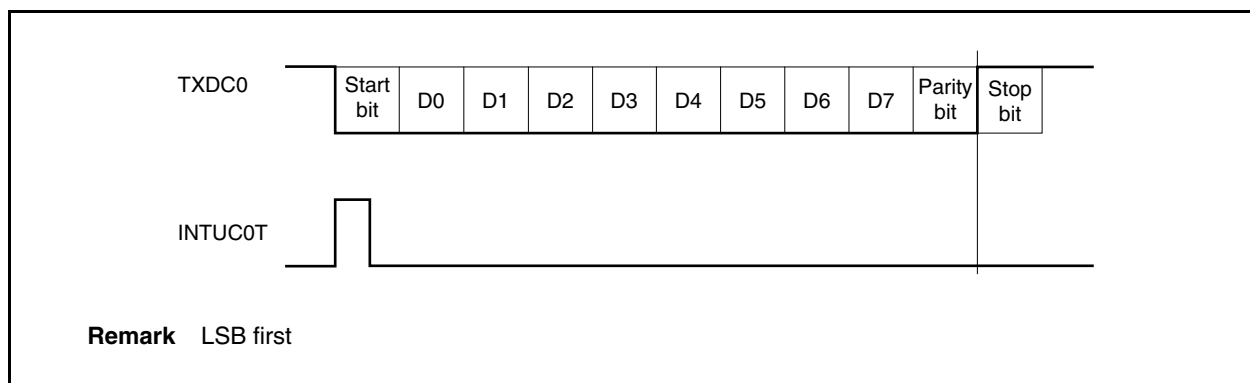 TXDC0
Start bit
D0
D1
D2
D3
D4
D5
D6
D7
Parity bit
Stop bit
INTUC0T
Remark LSB first